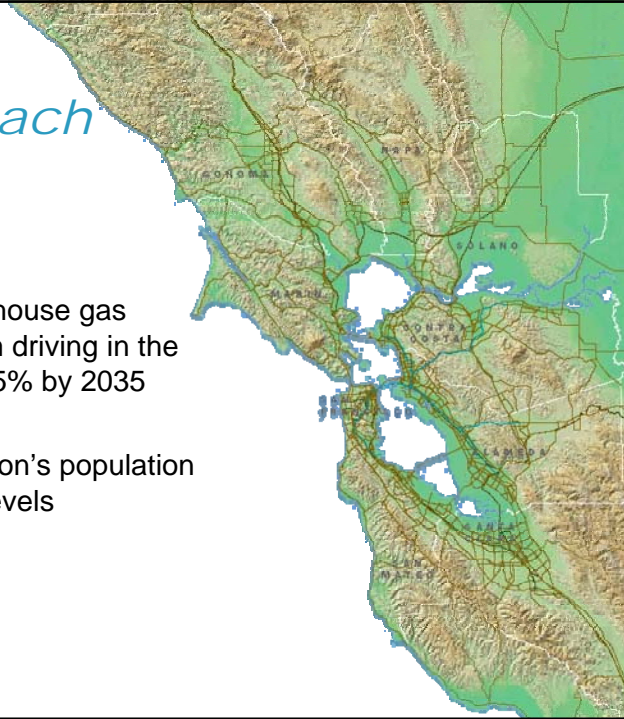 ach
house gas
n driving in the
5% by 2035
on's population
evels
SONOMA
NAPA
SOLANO
MARIN
CONTRA
COSTA
ALAMEDA
SANTA
SAN
MATEO